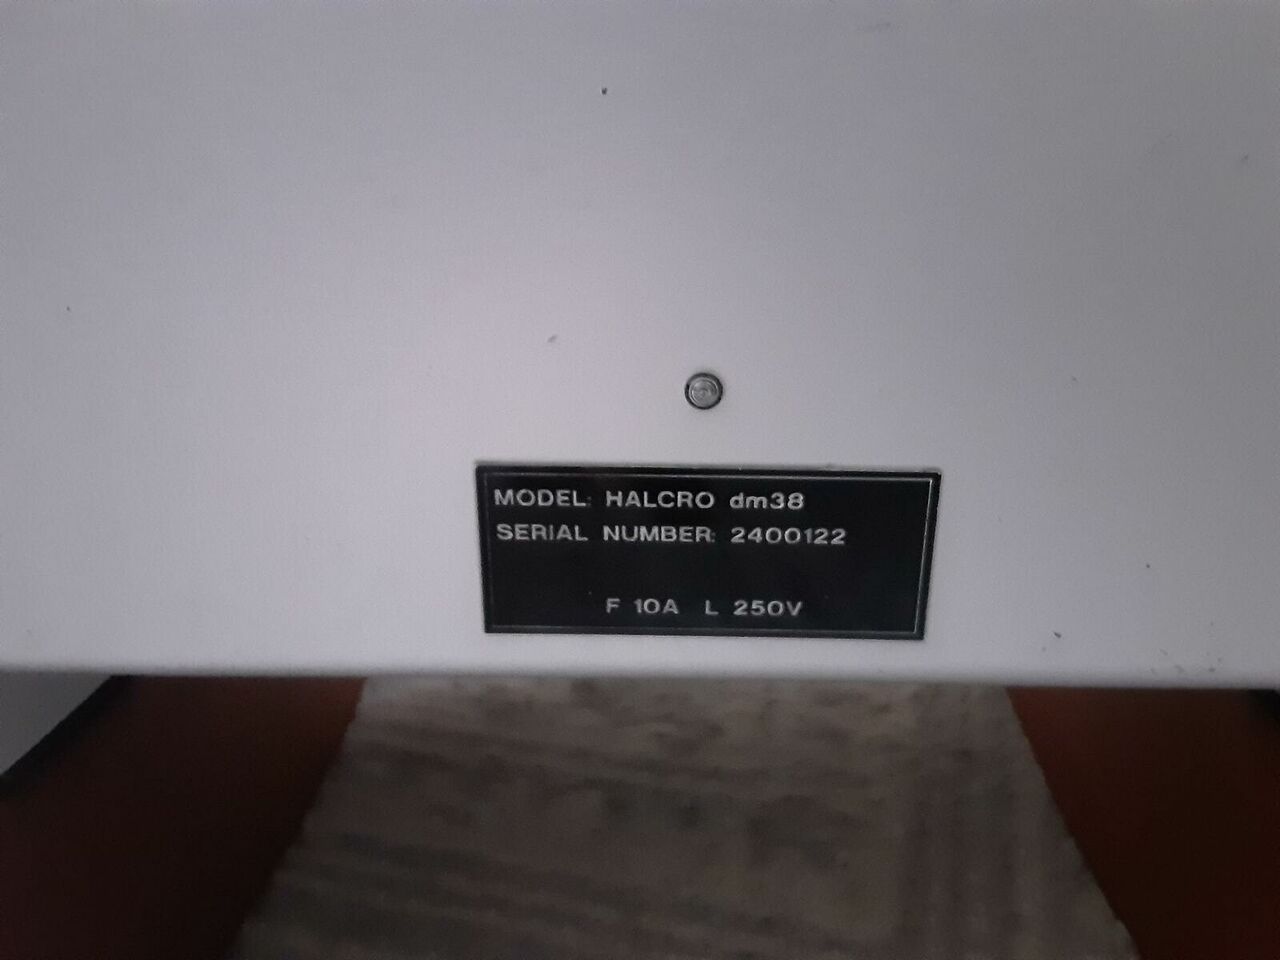 MODEL: HALCRO dm38
SERIAL NUMBER: 2400122
F 10A L 250V